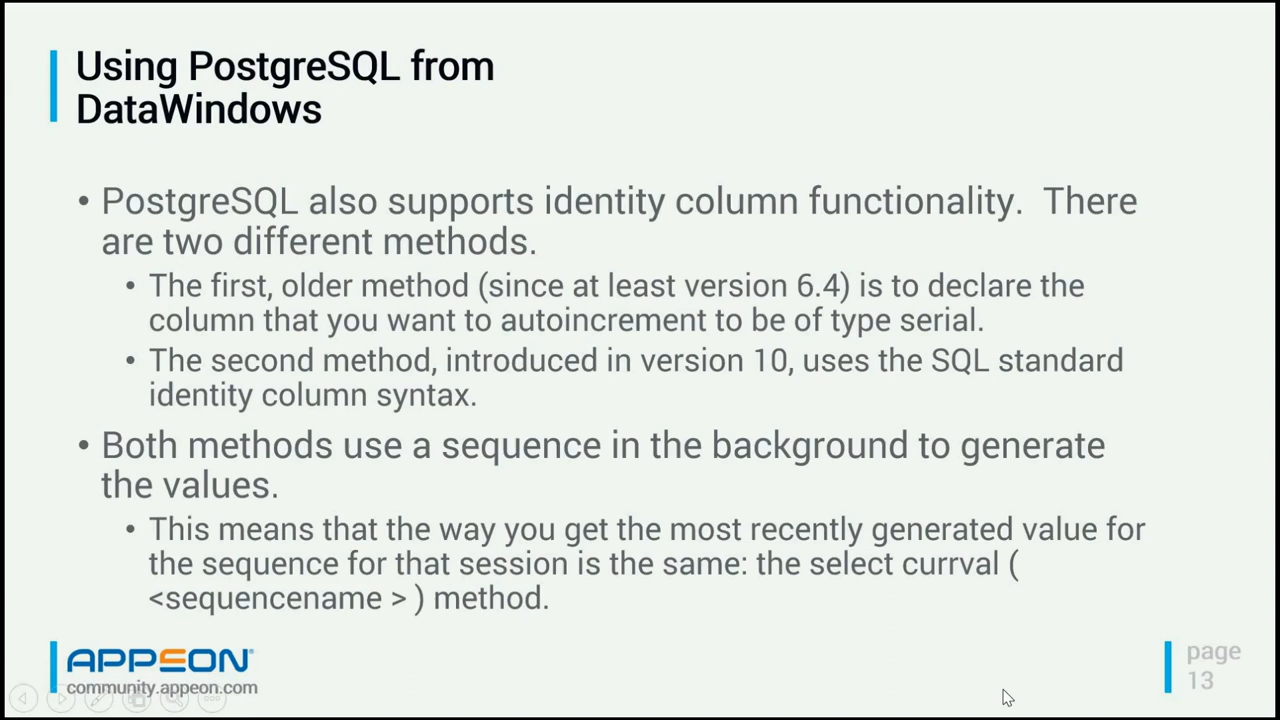 Using PostgreSQL from
DataWindows
• PostgreSQL also supports identity column functionality.  There
are two different methods.
• The first, older method (since at least version 6.4) is to declare the
column that you want to autoincrement to be of type serial.
• The second method, introduced in version 10, uses the SQL standard
identity column syntax.
• Both methods use a sequence in the background to generate
the values.
• This means that the way you get the most recently generated value for
the sequence for that session is the same: the select currval (
<sequencename > ) method.
APPEON®
community.appeon.com
page
13